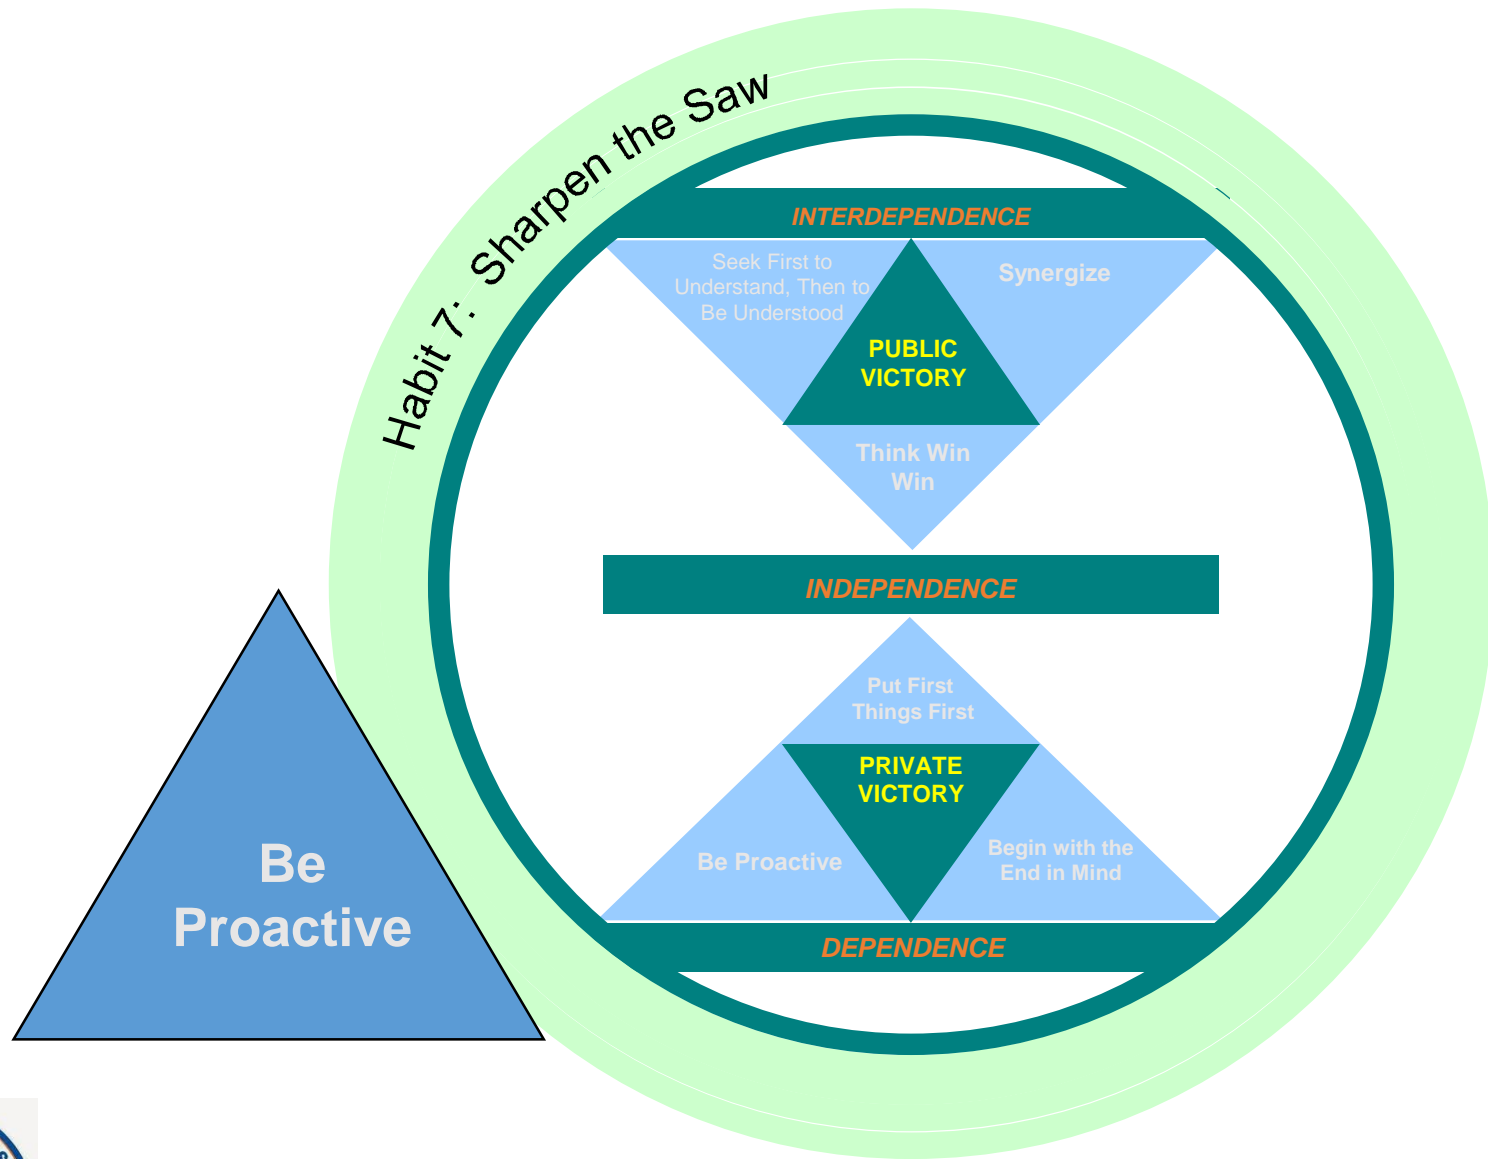 Habit 7: Sharpen the Saw
INTERDEPENDENCE
Seek First to
Understand, Then to
Be Understood
Synergize
PUBLIC
VICTORY
Think Win
Win
INDEPENDENCE
Put First
Things First
PRIVATE
VICTORY
Be Proactive
Begin with the
End in Mind
DEPENDENCE
Be
Proactive